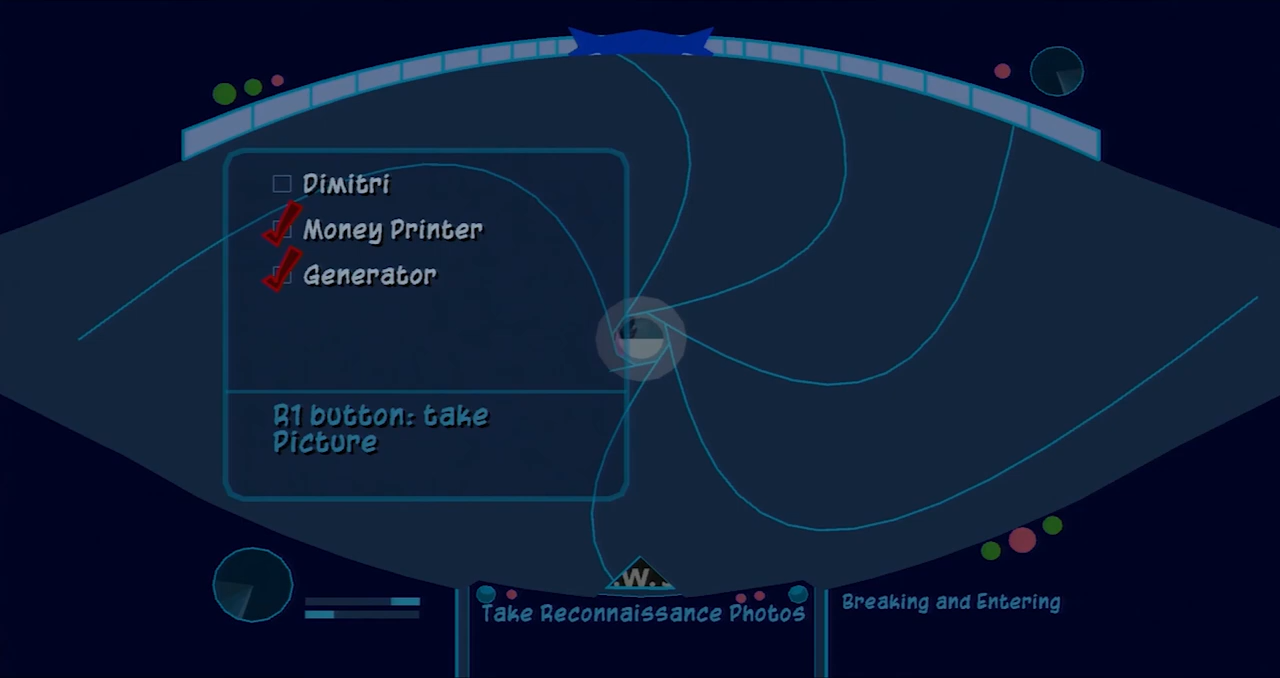 Dimitri
Money Printer
Generator
R1 button: take
Picture
.W.
Take Reconnaissance Photos
Breaking and Entering